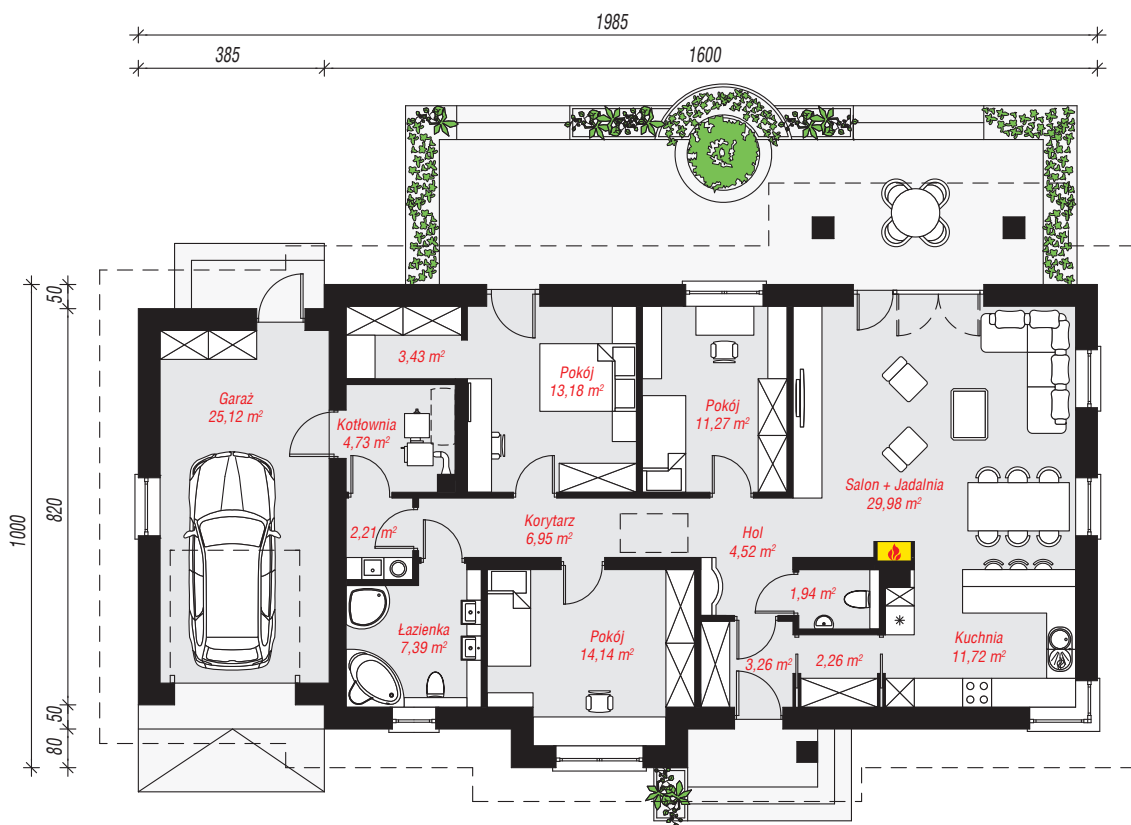 1985
385
1600
50
820
1000
50
80
3,43 m²
Pokój
13,18 m²
Garaż
25,12 m²
Kotłownia
4,73 m²
Pokój
11,27 m²
Salon + Jadalnia
29,98 m²
2,21 m²
Korytarz
6,95 m²
Hol
4,52 m²
1,94 m²
Łazienka
7,39 m²
Pokój
14,14 m²
3,26 m²
2,26 m²
Kuchnia
11,72 m²